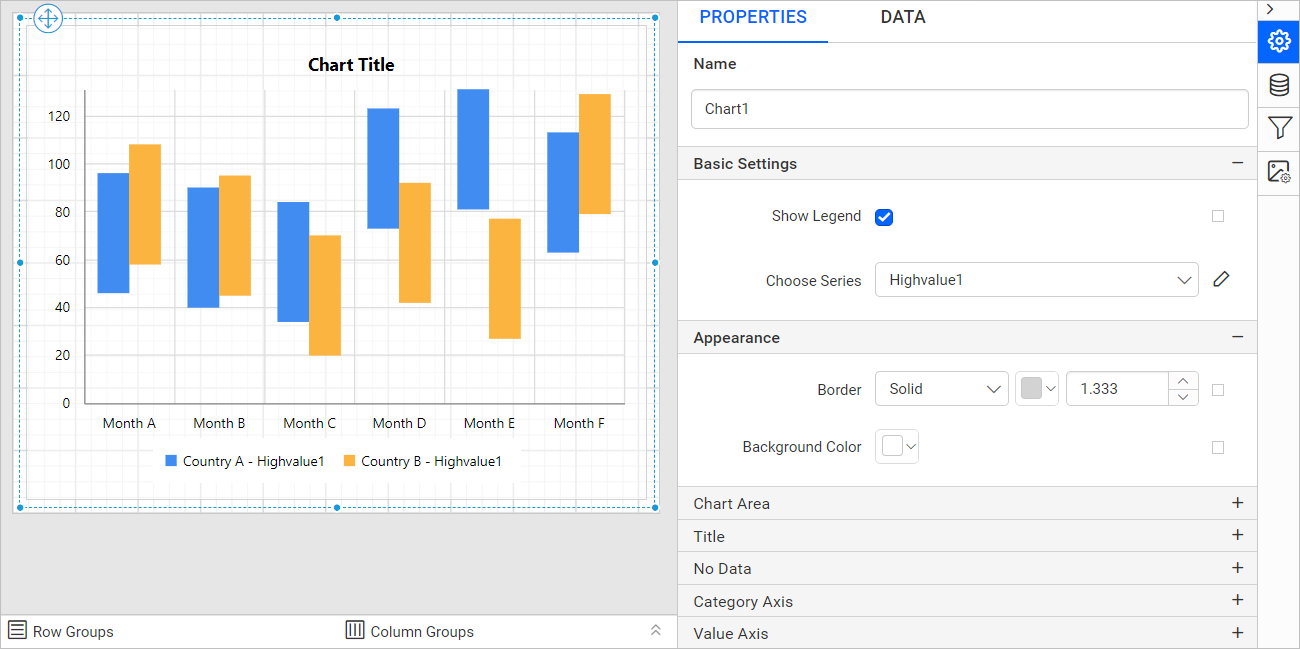 PROPERTIES
DATA
Name
Chart1
Basic Settings
Show Legend
Choose Series
Highvalue1
Appearance
Border
Solid
1.333
Background Color
Chart Area
Title
No Data
Category Axis
Value Axis
Chart Title
120
100
80
60
40
20
0
Month A Month B Month C Month D Month E Month F
Country A - Highvalue1 Country B - Highvalue1
Row Groups
Column Groups